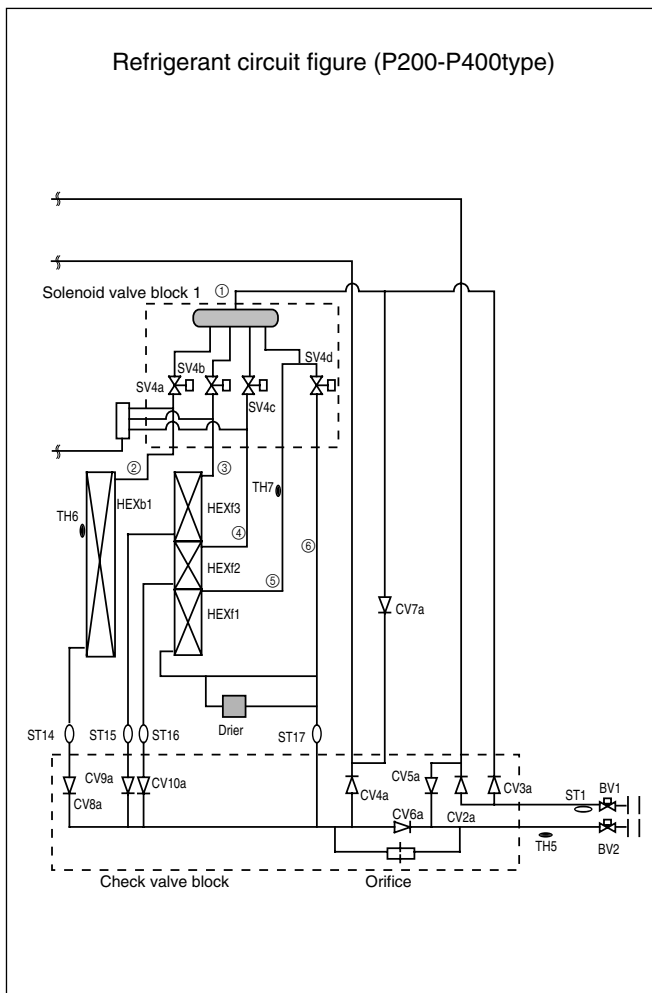 Refrigerant circuit figure (P200-P400type)
Solenoid valve block 1
①
SV4b
SV4d
SV4a
SV4c
②
③
TH7
HEXb1
TH6
HEXf3
④
⑥
HEXf2
⑤
HEXf1
CV7a
Drier
ST14
ST15
ST16
ST17
CV9a
CV10a
CV8a
CV5a
CV4a
CV3a
ST1
BV1
CV6a
CV2a
TH5
BV2
Check valve block
Orifice